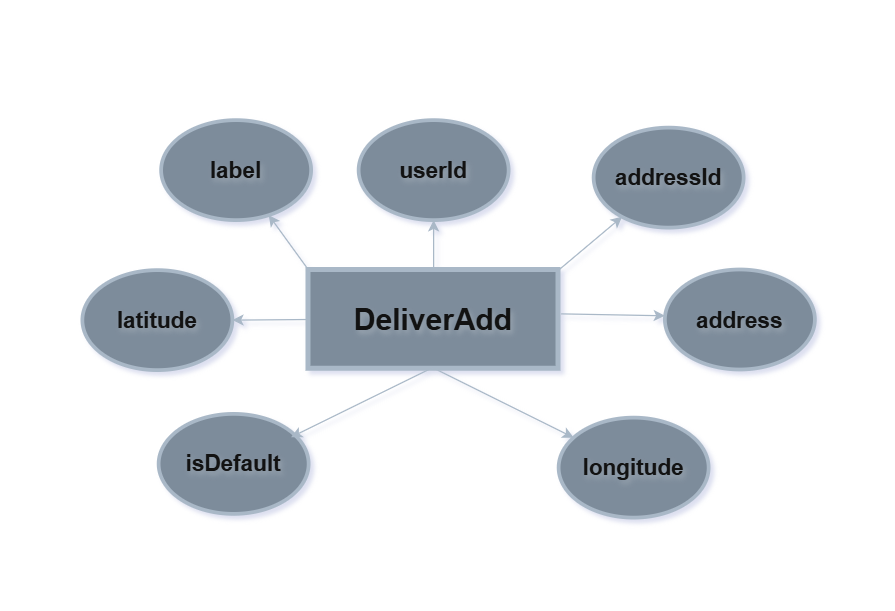 label
userId
addressId
latitude
DeliverAdd
address
isDefault
longitude